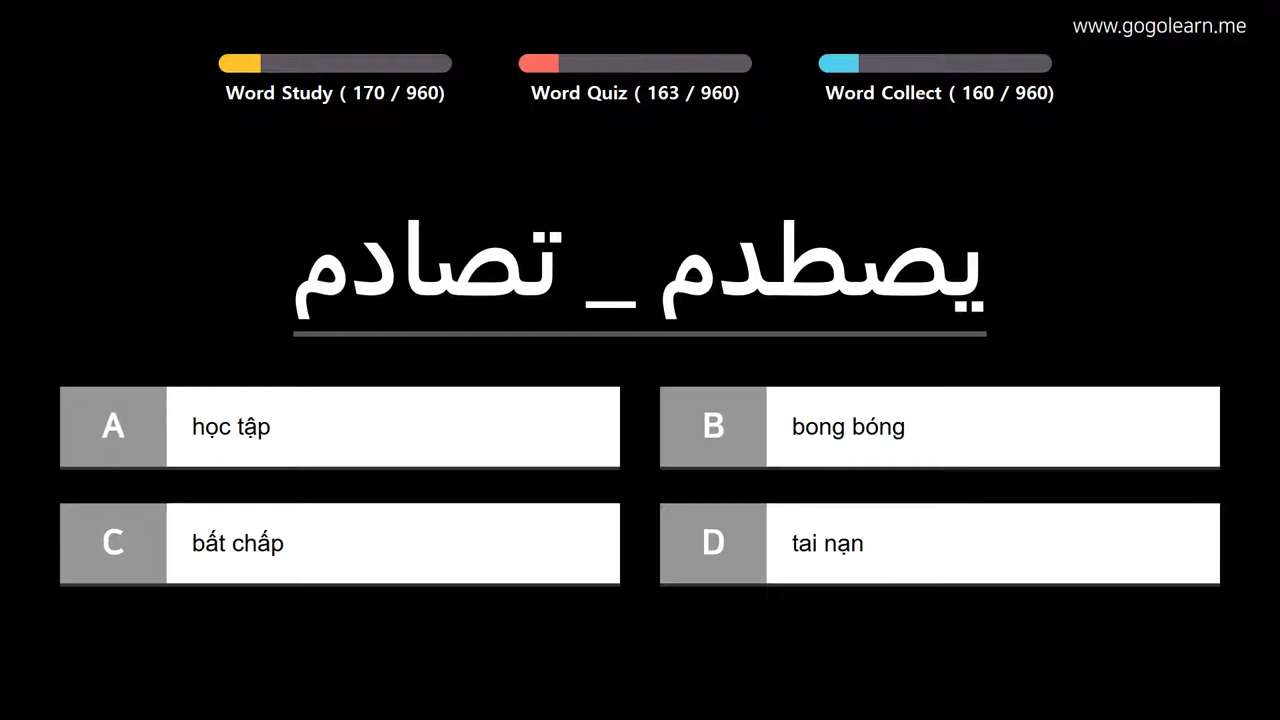 www.gogolearn.me
Word Study ( 170 / 960)
Word Quiz ( 163 / 960)
Word Collect ( 160 / 960)
يصطدم _ تصادم
A học tập
B bong bóng
C bất chấp
D tai nạn